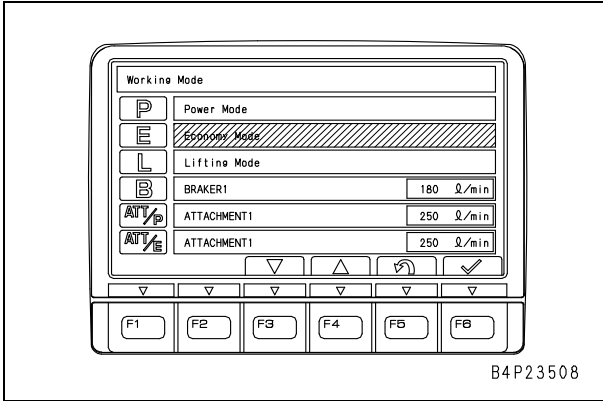 Working Mode
P Power Mode
E Economy Mode
L Lifting Mode
B BRAKER1 180 ℓ/min
ATT/P ATTACHMENT1 250 ℓ/min
ATT/E ATTACHMENT1 250 ℓ/min
F1 F2 F3 F4 F5 F6
B4P23508